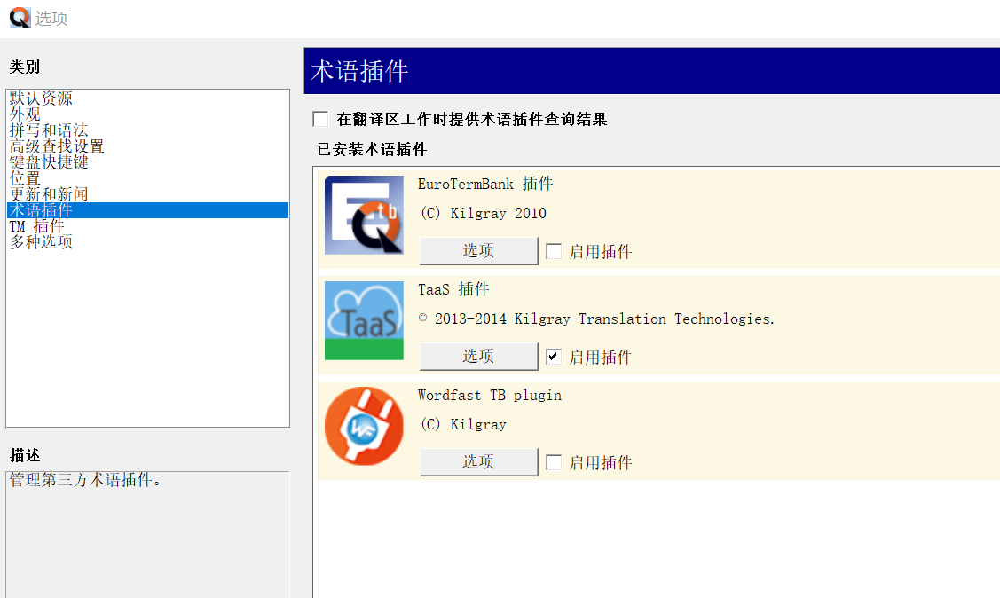 选项
类别
默认资源
外观
拼写和语法
高级查找设置
键盘快捷键
位置
更新和新闻
术语插件
TM 插件
多种选项
描述
管理第三方术语插件。
术语插件
在翻译区工作时提供术语插件查询结果
已安装术语插件
E tb
EuroTermBank 插件
(C) Kilgray 2010
选项 启用插件
TaaS
TaaS 插件
© 2013-2014 Kilgray Translation Technologies.
选项 启用插件
WF
Wordfast TB plugin
(C) Kilgray
选项 启用插件